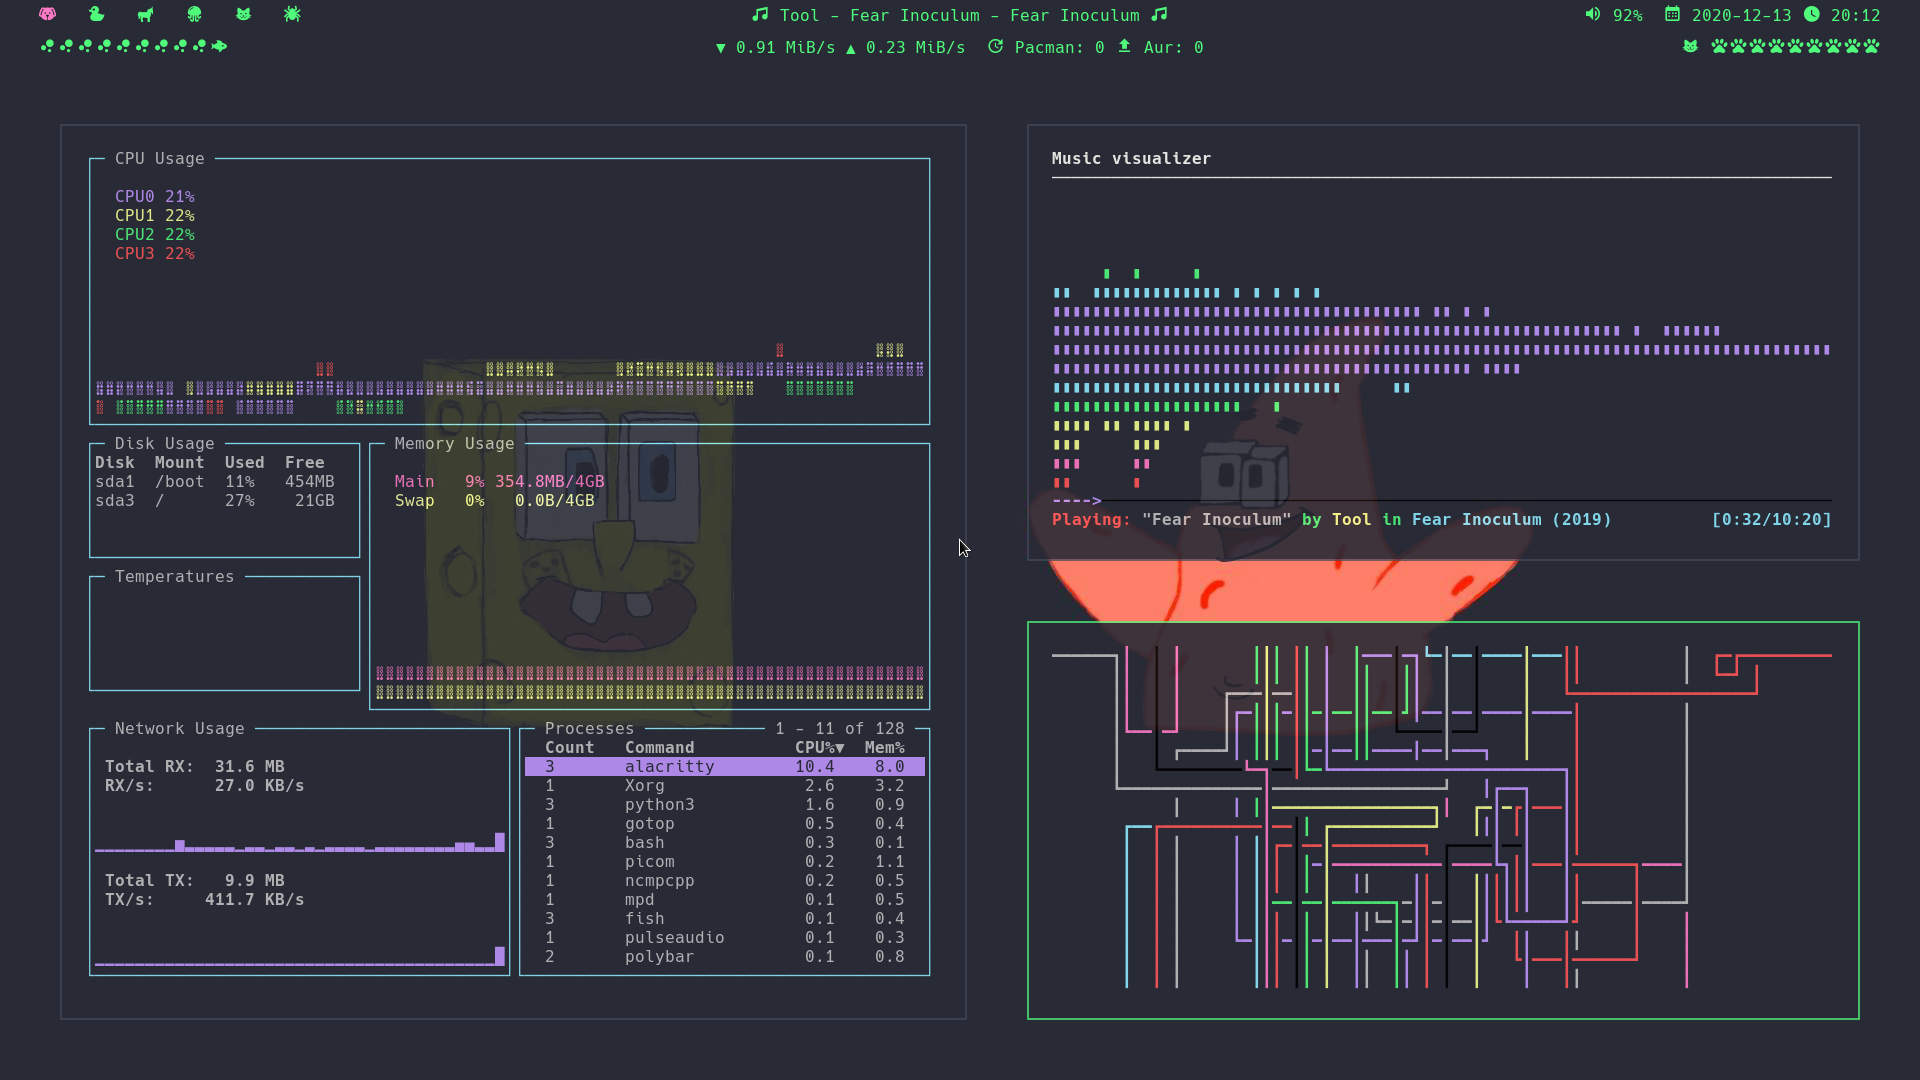 Tool - Fear Inoculum - Fear Inoculum
92% 2020-12-13 20:12
▼ 0.91 MiB/s ▲ 0.23 MiB/s Pacman: 0 Aur: 0
CPU Usage
CPU0 21%
CPU1 22%
CPU2 22%
CPU3 22%
Disk Usage
Disk Mount Used Free
sda1 /boot 11% 454MB
sda3 / 27% 21GB
Memory Usage
Main 9% 354.8MB/4GB
Swap 0% 0.0B/4GB
Temperatures
Network Usage
Total RX: 31.6 MB
RX/s: 27.0 KB/s
Total TX: 9.9 MB
TX/s: 411.7 KB/s
Processes 1 - 11 of 128
Count Command CPU%▼ Mem%
3 alacritty 10.4 8.0
1 Xorg 2.6 3.2
3 python3 1.6 0.9
1 gotop 0.5 0.4
3 bash 0.3 0.1
1 picom 0.2 1.1
1 ncmpcpp 0.2 0.5
1 mpd 0.1 0.5
3 fish 0.1 0.4
1 pulseaudio 0.1 0.3
2 polybar 0.1 0.8
Music visualizer
---->
Playing: "Fear Inoculum" by Tool in Fear Inoculum (2019) [0:32/10:20]